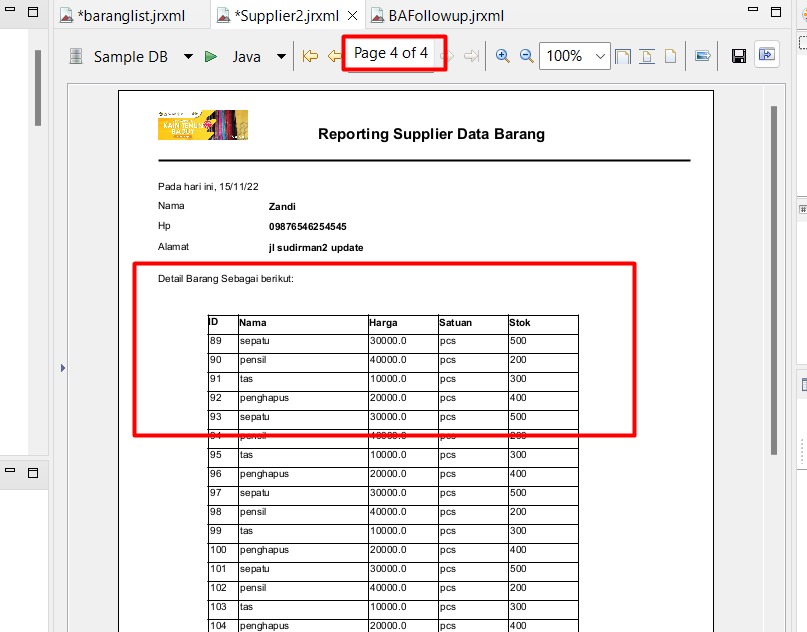 *baranglist.jrxml *Supplier2.jrxml BAFollowup.jrxml
Sample DB Java Page 4 of 4 100%
KAIN TENUN
BADUY
Reporting Supplier Data Barang
Pada hari ini, 15/11/22
Nama Zandi
Hp 09876546254545
Alamat jl sudirman2 update
Detail Barang Sebagai berikut:
ID Nama Harga Satuan Stok
89 sepatu 30000.0 pcs 500
90 pensil 40000.0 pcs 200
91 tas 10000.0 pcs 300
92 penghapus 20000.0 pcs 400
93 sepatu 30000.0 pcs 500
94 pensil 40000.0 pcs 200
95 tas 10000.0 pcs 300
96 penghapus 20000.0 pcs 400
97 sepatu 30000.0 pcs 500
98 pensil 40000.0 pcs 200
99 tas 10000.0 pcs 300
100 penghapus 20000.0 pcs 400
101 sepatu 30000.0 pcs 500
102 pensil 40000.0 pcs 200
103 tas 10000.0 pcs 300
104 penghapus 20000.0 pcs 400